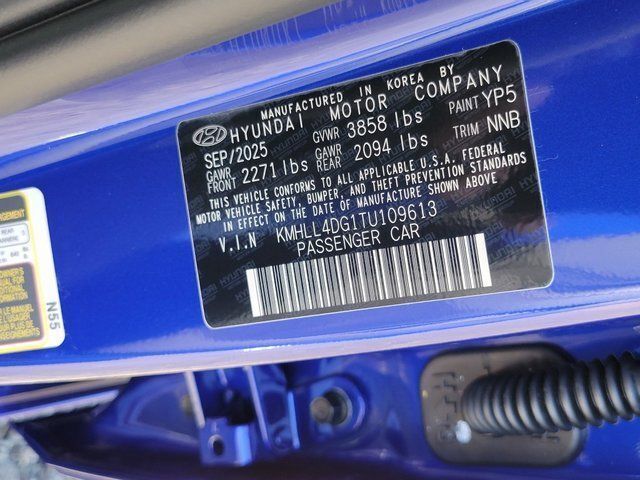 MANUFACTURED IN KOREA BY
HYUNDAI MOTOR COMPANY
SEP/2025 GVWR 3858 lbs PAINT YP5
GAWR FRONT 2271 lbs GAWR REAR 2094 lbs TRIM NNB
THIS VEHICLE CONFORMS TO ALL APPLICABLE U.S.A. FEDERAL
MOTOR VEHICLE SAFETY, BUMPER, AND THEFT PREVENTION STANDARDS
IN EFFECT ON THE DATE OF MANUFACTURE SHOWN ABOVE.
V.I.N KMHLL4DG1TU109613
PASSENGER CAR
N55